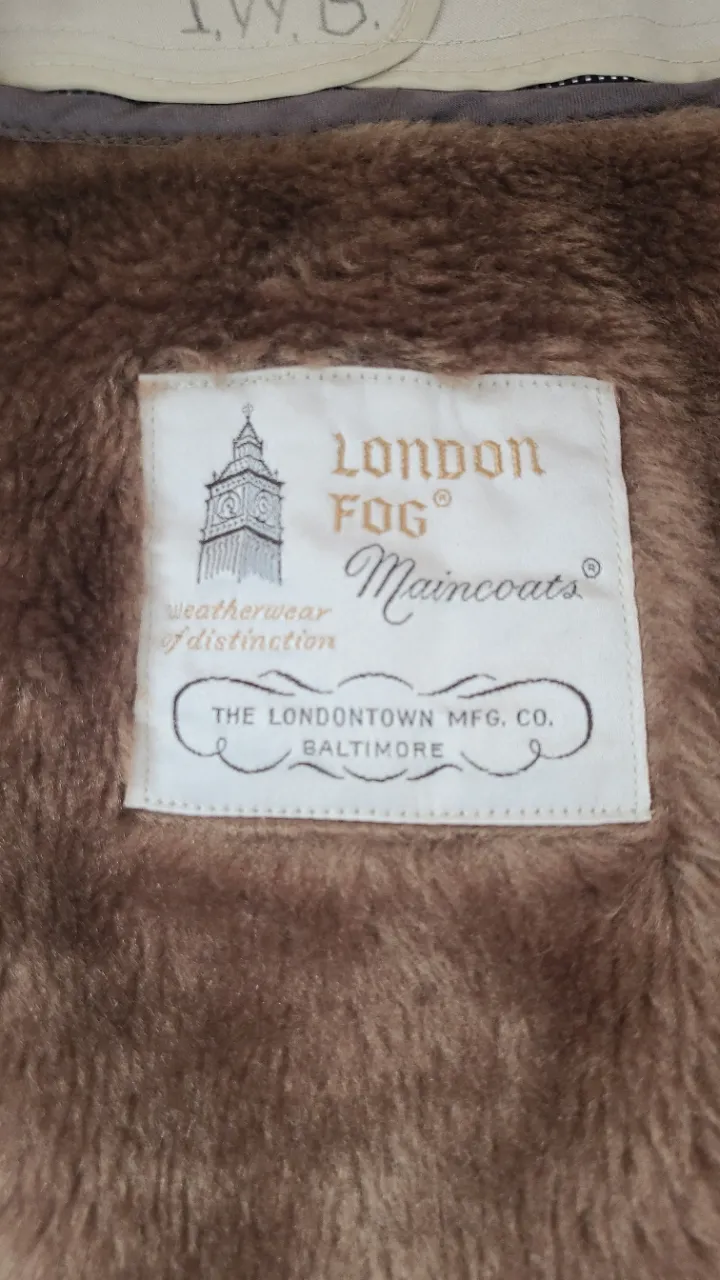 I.W.B.
LONDON
FOG®
Maincoats®
weatherwear
of distinction
THE LONDONTOWN MFG. CO.
BALTIMORE